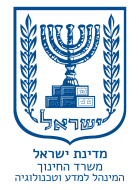 ישראל
מדינת ישראל
משרד החינוך
המינהל למדע וטכנולוגיה